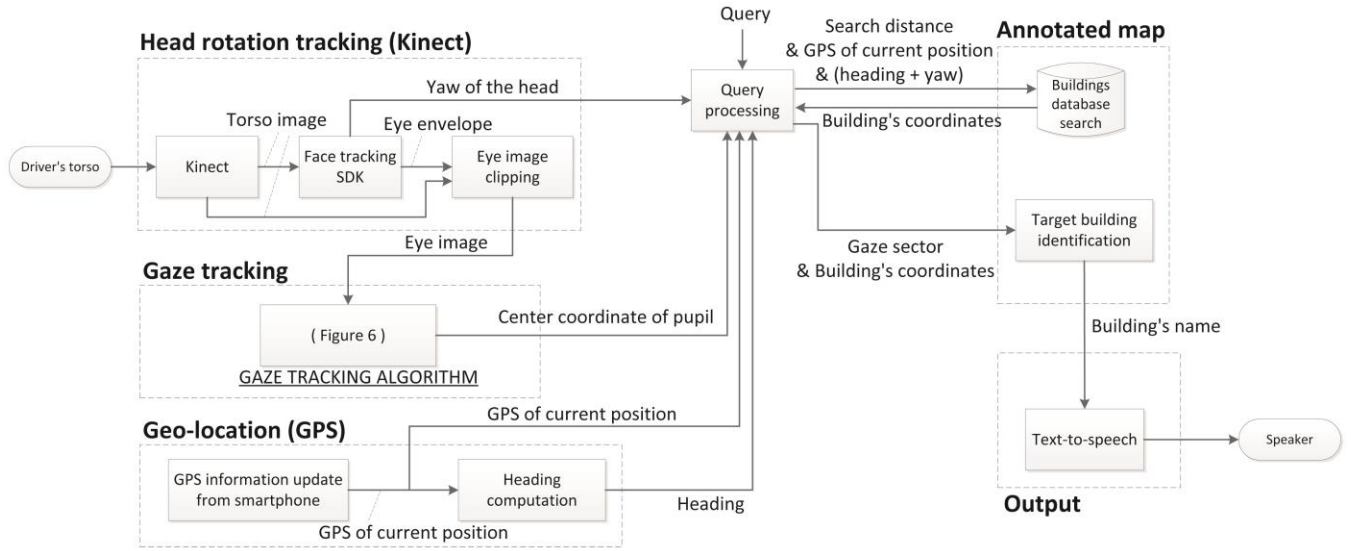 Query
Head rotation tracking (Kinect)
Search distance
& GPS of current position
& (heading + yaw)
Annotated map
Yaw of the head
Query
processing
Buildings
database
search
Building's coordinates
Torso image
Eye envelope
Driver's torso
Kinect
Face tracking
SDK
Eye image
clipping
Eye image
Gaze sector
& Building's coordinates
Target building
identification
Gaze tracking
( Figure 6 )
Center coordinate of pupil
GAZE TRACKING ALGORITHM
Building's name
Geo-location (GPS)
GPS of current position
GPS information update
from smartphone
Heading
computation
GPS of current position
Heading
Text-to-speech
Speaker
Output